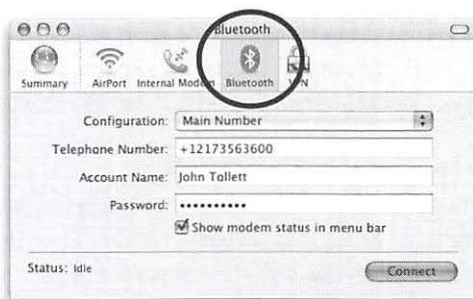 Bluetooth
Summary AirPort Internal Modem Bluetooth VPN
Configuration: Main Number
Telephone Number: +12173563600
Account Name: John Tollett
Password: ••••••••••
Show modem status in menu bar
Status: Idle Connect